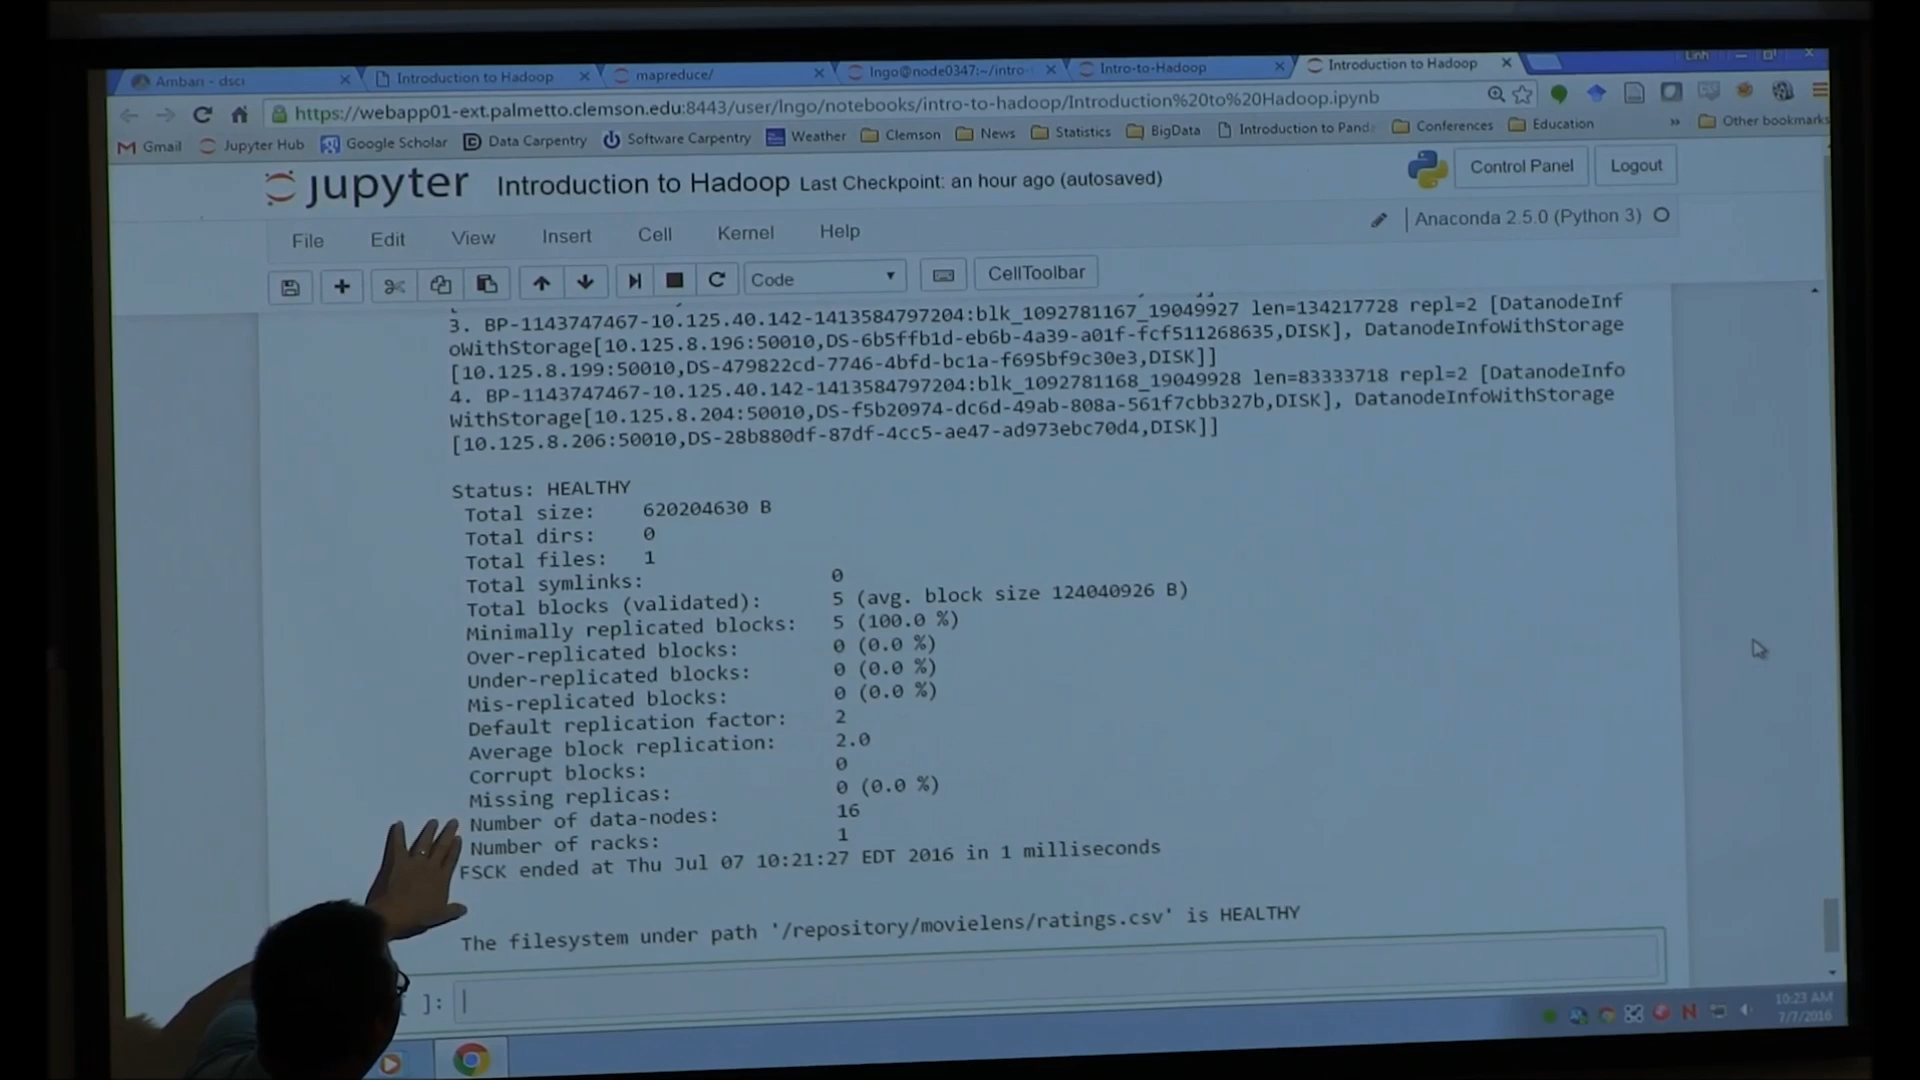 Ambari - dsci
Introduction to Hadoop
mapreduce/
lngo@node0347:~/intro-
Intro-to-Hadoop
Introduction to Hadoop
Linh
https://webapp01-ext.palmetto.clemson.edu:8443/user/lngo/notebooks/intro-to-hadoop/Introduction%20to%20Hadoop.ipynb
Gmail
Jupyter Hub
Google Scholar
Data Carpentry
Software Carpentry
Weather
Clemson
News
Statistics
BigData
Introduction to Pand
Conferences
Education
»
Other bookmarks
jupyter
Introduction to Hadoop Last Checkpoint: an hour ago (autosaved)
Control Panel
Logout
File
Edit
View
Insert
Cell
Kernel
Help
Anaconda 2.5.0 (Python 3)
Code
CellToolbar
3. BP-1143747467-10.125.40.142-1413584797204:blk_1092781167_19049927 len=134217728 repl=2 [DatanodeInf
oWithStorage[10.125.8.196:50010,DS-6b5ffb1d-eb6b-4a39-a01f-fcf511268635,DISK], DatanodeInfoWithStorage
[10.125.8.199:50010,DS-479822cd-7746-4bfd-bc1a-f695bf9c30e3,DISK]]
4. BP-1143747467-10.125.40.142-1413584797204:blk_1092781168_19049928 len=83333718 repl=2 [DatanodeInfo
WithStorage[10.125.8.204:50010,DS-f5b20974-dc6d-49ab-808a-561f7cbb327b,DISK], DatanodeInfoWithStorage
[10.125.8.206:50010,DS-28b880df-87df-4cc5-ae47-ad973ebc70d4,DISK]]
Status: HEALTHY
Total size: 620204630 B
Total dirs: 0
Total files: 1
Total symlinks: 0
Total blocks (validated): 5 (avg. block size 124040926 B)
Minimally replicated blocks: 5 (100.0 %)
Over-replicated blocks: 0 (0.0 %)
Under-replicated blocks: 0 (0.0 %)
Mis-replicated blocks: 0 (0.0 %)
Default replication factor: 2
Average block replication: 2.0
Corrupt blocks: 0
Missing replicas: 0 (0.0 %)
Number of data-nodes: 16
Number of racks: 1
FSCK ended at Thu Jul 07 10:21:27 EDT 2016 in 1 milliseconds
The filesystem under path '/repository/movielens/ratings.csv' is HEALTHY
]:
10:23 AM
7/7/2016